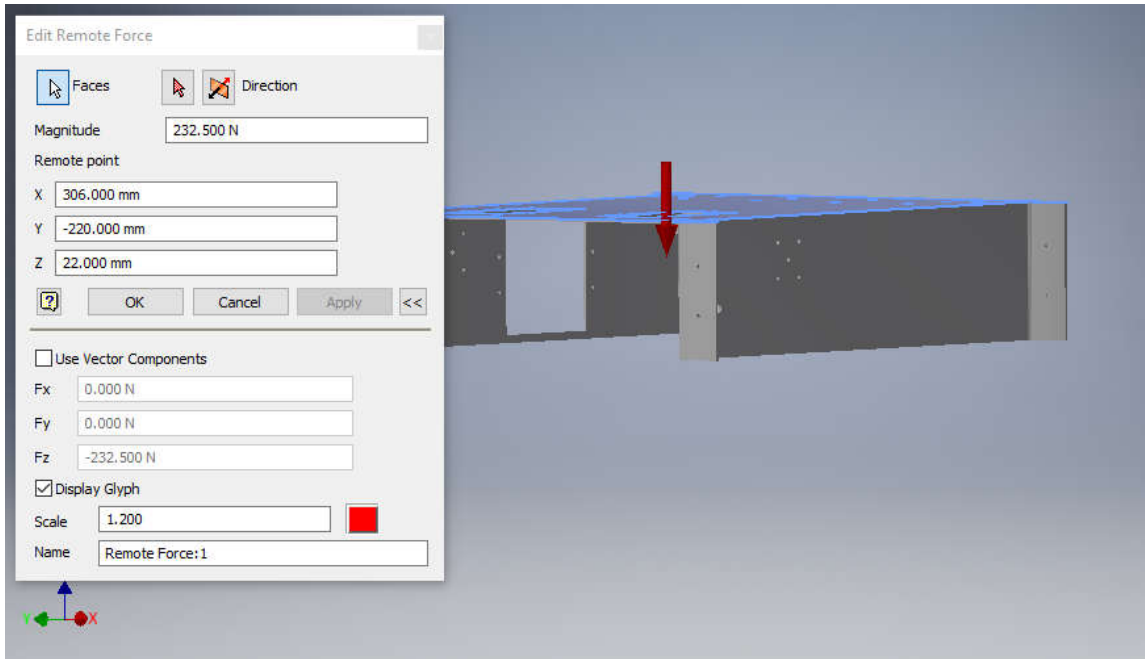 Edit Remote Force
Faces Direction
Magnitude 232.500 N
Remote point
X 306.000 mm
Y -220.000 mm
Z 22.000 mm
? OK Cancel Apply <<
Use Vector Components
Fx 0.000 N
Fy 0.000 N
Fz -232.500 N
Display Glyph
Scale 1.200
Name Remote Force:1
Y X